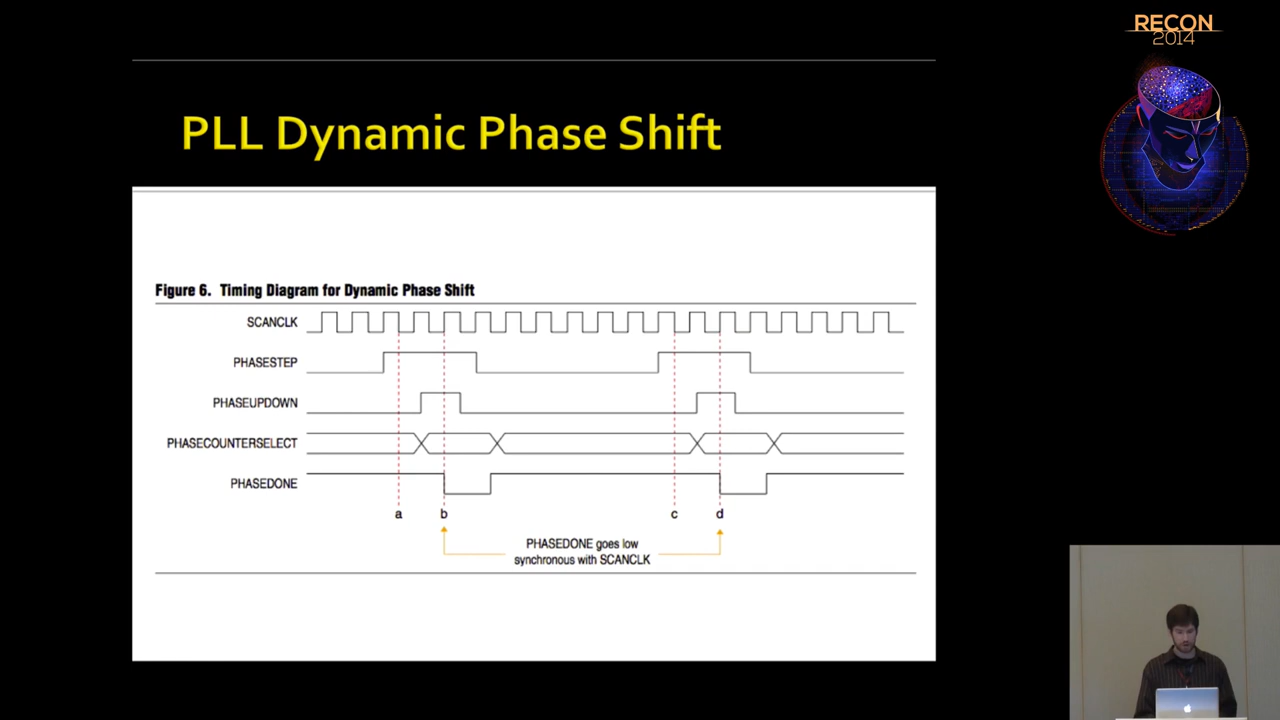 RECON
2014
PLL Dynamic Phase Shift
Figure 6. Timing Diagram for Dynamic Phase Shift
SCANCLK
PHASESTEP
PHASEUPDOWN
PHASECOUNTERSELECT
PHASEDONE
a b c d
PHASEDONE goes low
synchronous with SCANCLK